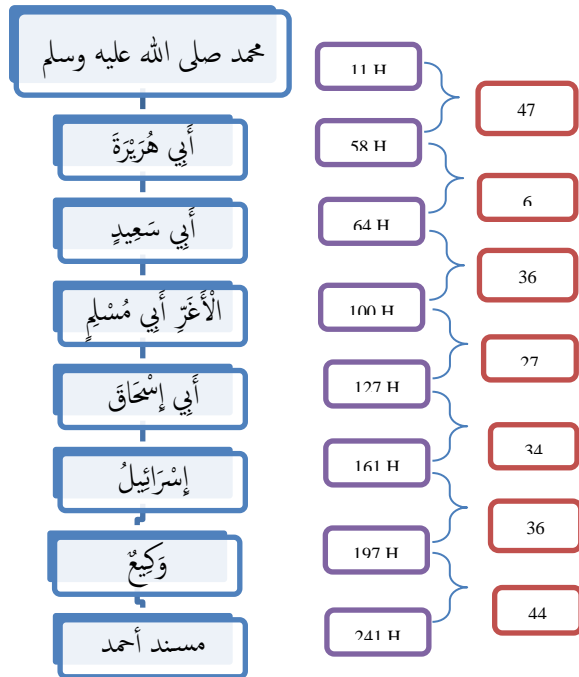 محمد صلى الله عليه وسلم
11 H
47
أَبِي هُرَيْرَةَ
58 H
6
أَبِي سَعِيدٍ
64 H
36
الْأَغَرِّ أَبِي مُسْلِمٍ
100 H
27
أَبِي إِسْحَاقَ
127 H
34
إِسْرَائِيلُ
161 H
36
وَكِيعٌ
197 H
44
مسند أحمد
241 H